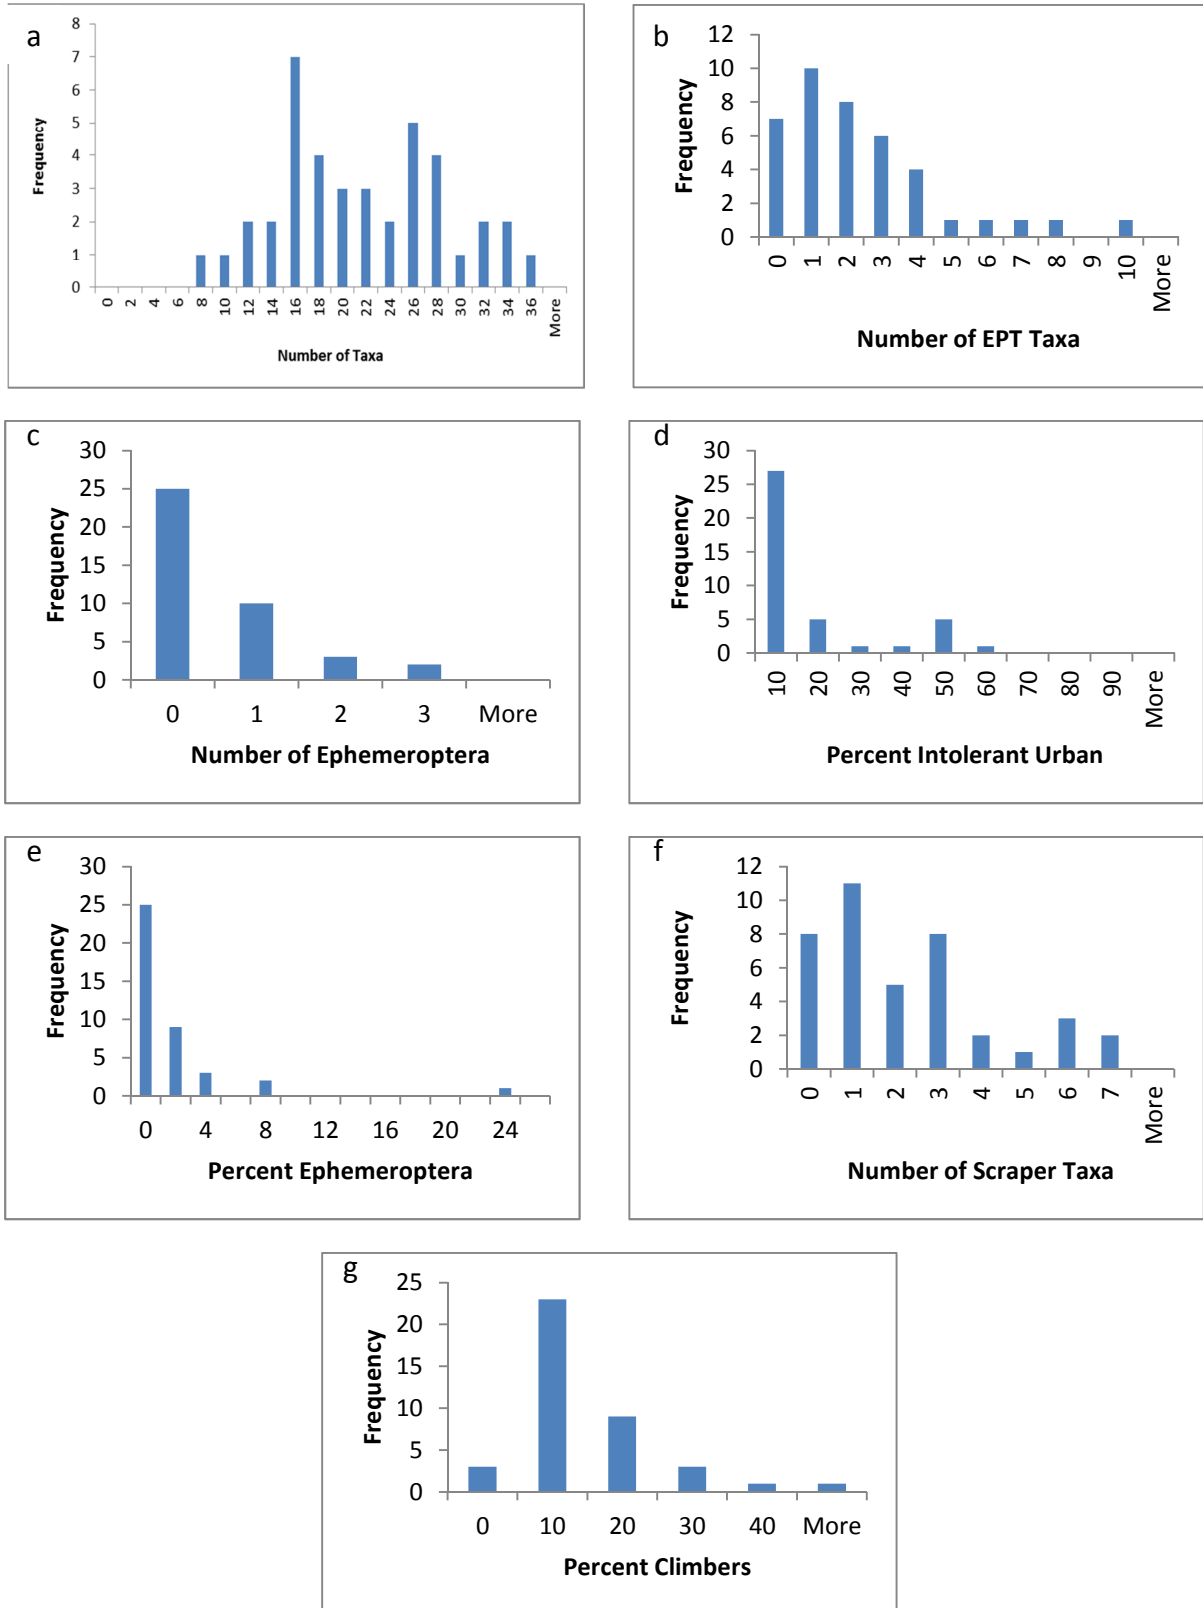 a
8
7
6
5
4
3
2
1
0
Frequency
0 2 4 6 8 10 12 14 16 18 20 22 24 26 28 30 32 34 36 More
Number of Taxa
b
12
10
8
6
4
2
0
Frequency
0 1 2 3 4 5 6 7 8 9 10 More
Number of EPT Taxa
c
30
25
20
15
10
5
0
Frequency
0 1 2 3 More
Number of Ephemeroptera
d
30
25
20
15
10
5
0
Frequency
10 20 30 40 50 60 70 80 90 More
Percent Intolerant Urban
e
30
25
20
15
10
5
0
Frequency
0 4 8 12 16 20 24
Percent Ephemeroptera
f
12
10
8
6
4
2
0
Frequency
0 1 2 3 4 5 6 7 More
Number of Scraper Taxa
g
25
20
15
10
5
0
Frequency
0 10 20 30 40 More
Percent Climbers